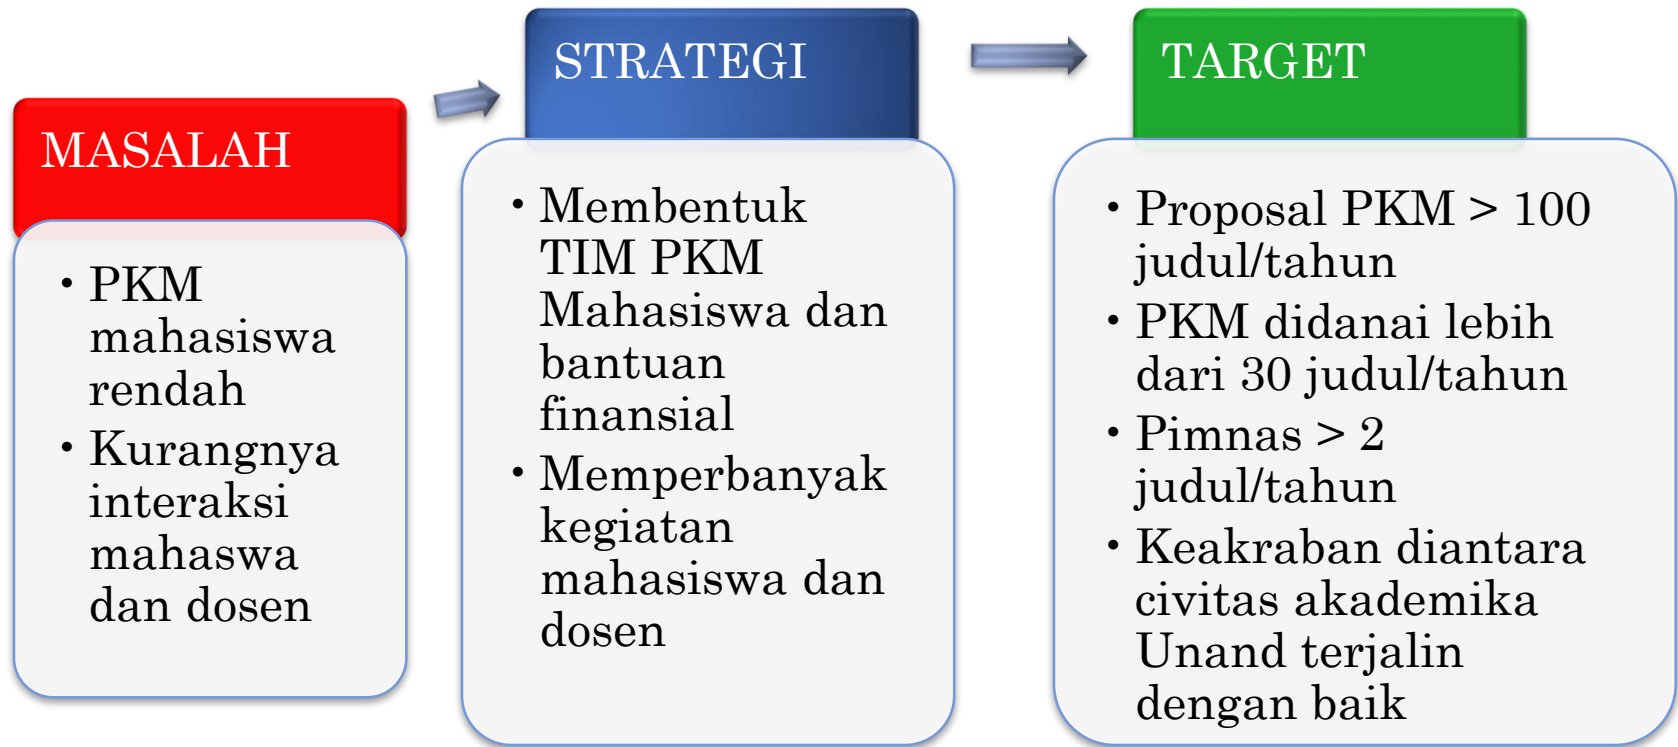 MASALAH
• PKM
mahasiswa
rendah
• Kurangnya
interaksi
mahaswa
dan dosen
STRATEGI
• Membentuk
TIM PKM
Mahasiswa dan
bantuan
finansial
• Memperbanyak
kegiatan
mahasiswa dan
dosen
TARGET
• Proposal PKM > 100
judul/tahun
• PKM didanai lebih
dari 30 judul/tahun
• Pimnas > 2
judul/tahun
• Keakraban diantara
civitas akademika
Unand terjalin
dengan baik